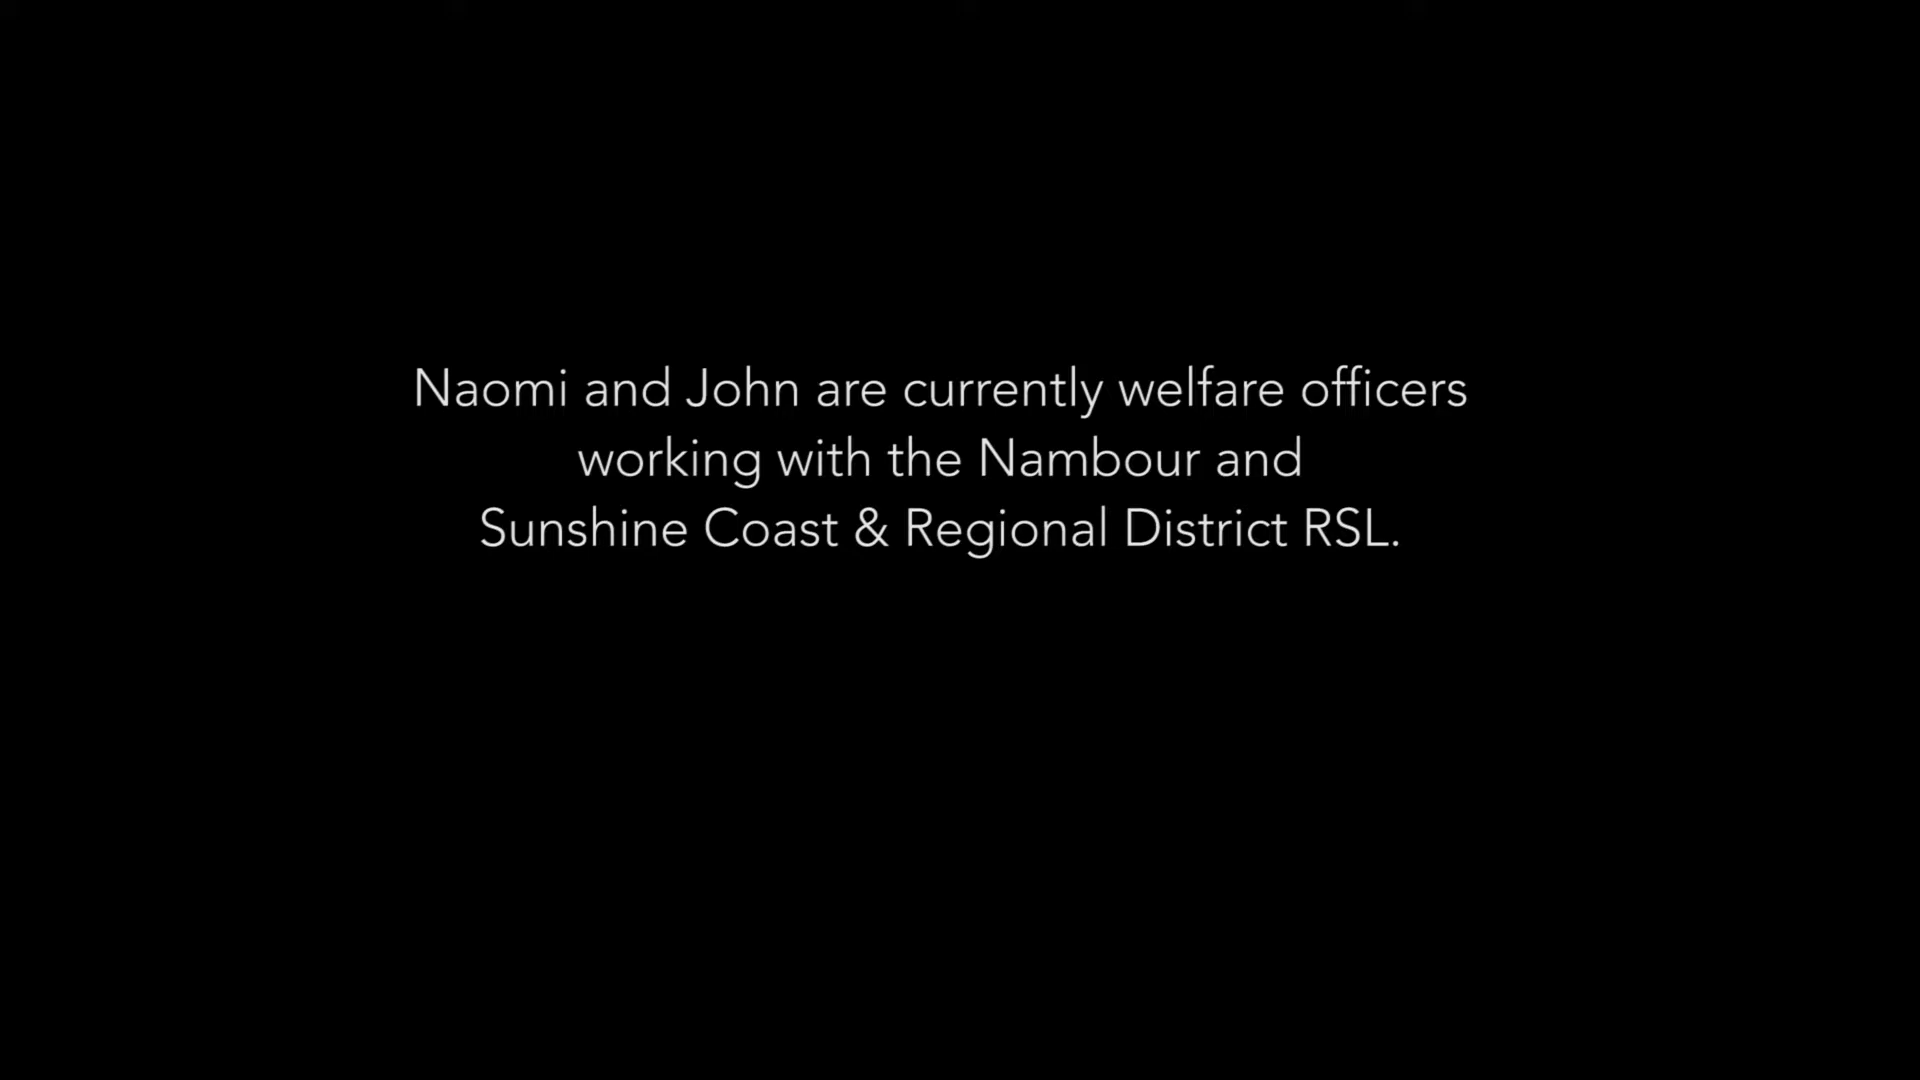 Naomi and John are currently welfare officers
working with the Nambour and
Sunshine Coast & Regional District RSL.